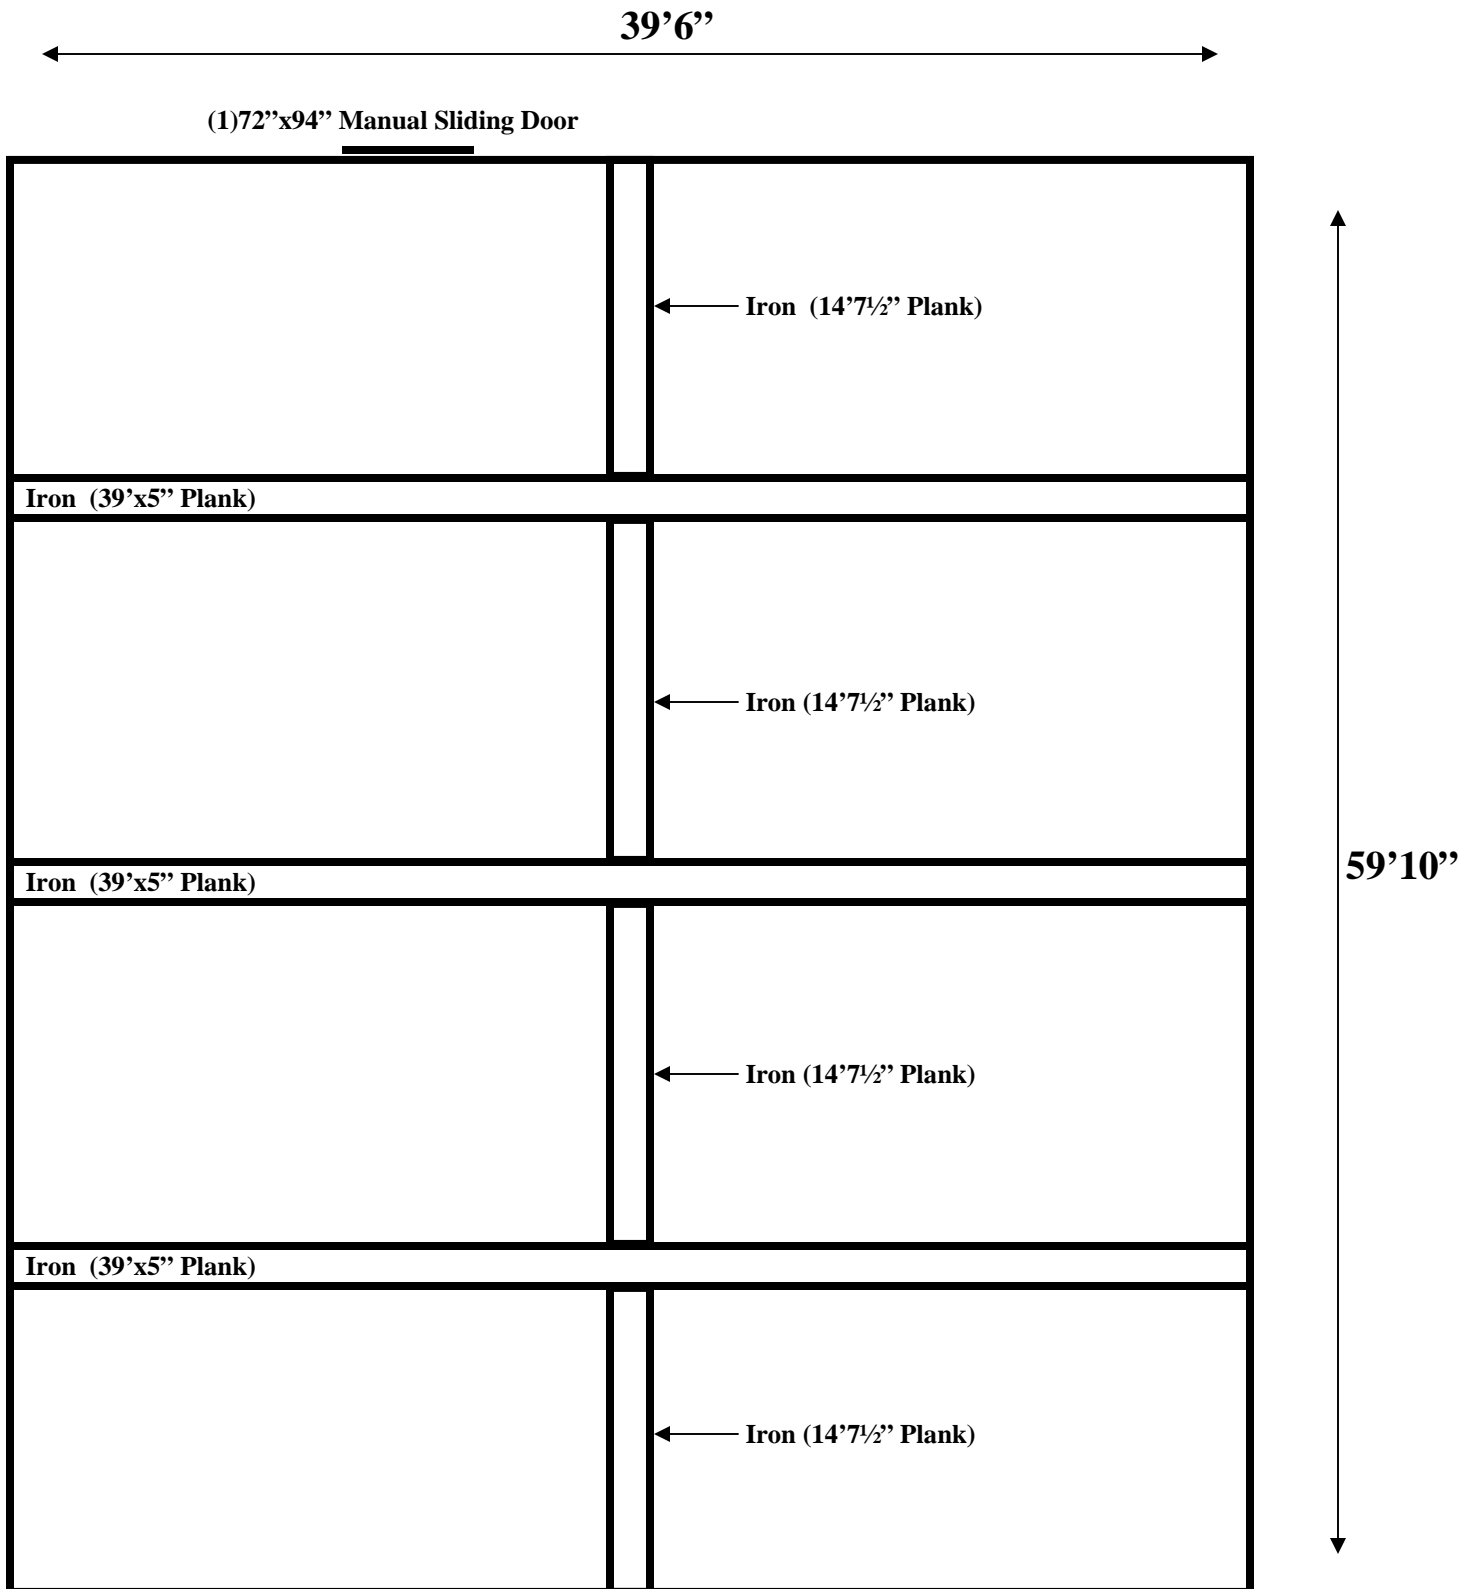 39’6”
(1)72”x94” Manual Sliding Door
Iron  (14’7½” Plank)
Iron  (39’x5” Plank)
Iron (14’7½” Plank)
Iron  (39’x5” Plank)
59’10”
Iron (14’7½” Plank)
Iron  (39’x5” Plank)
Iron (14’7½” Plank)